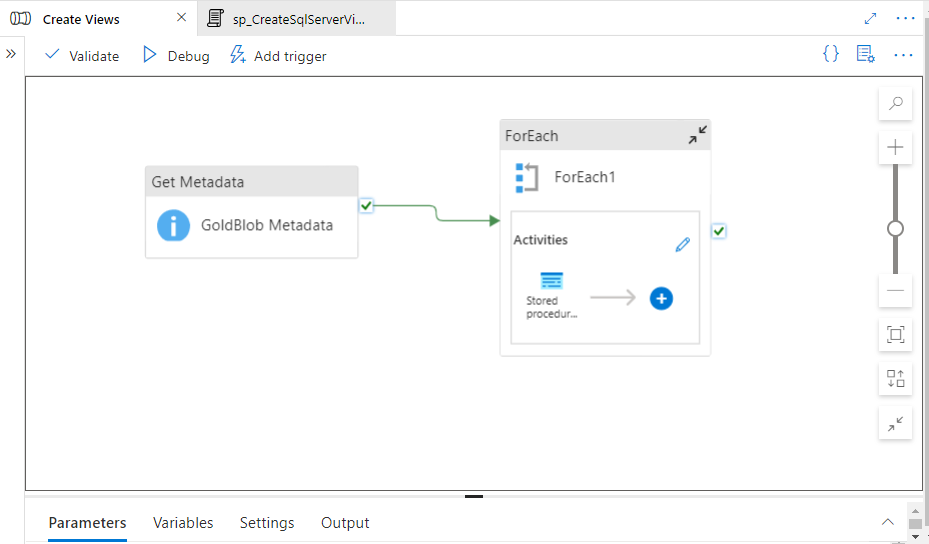 Create Views
sp_CreateSqlServerVi...
Validate
Debug
Add trigger
{}
Get Metadata
GoldBlob Metadata
ForEach
ForEach1
Activities
Stored
procedur...
Parameters
Variables
Settings
Output